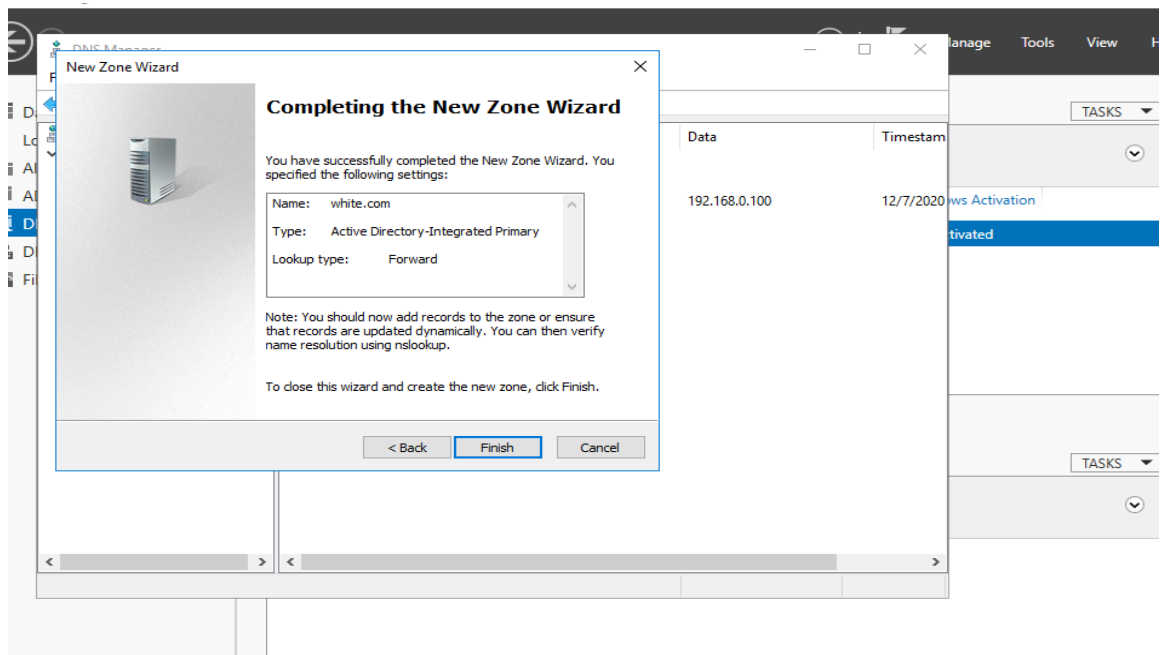 DNS Manager
Manage Tools View H
New Zone Wizard
Completing the New Zone Wizard
You have successfully completed the New Zone Wizard. You
specified the following settings:
Name: white.com
Type: Active Directory-Integrated Primary
Lookup type: Forward
Note: You should now add records to the zone or ensure
that records are updated dynamically. You can then verify
name resolution using nslookup.
To close this wizard and create the new zone, click Finish.
< Back Finish Cancel
Data Timestam
192.168.0.100 12/7/2020
TASKS
ws Activation
tivated
TASKS
F
D
Lo
Al
D
D
Fil